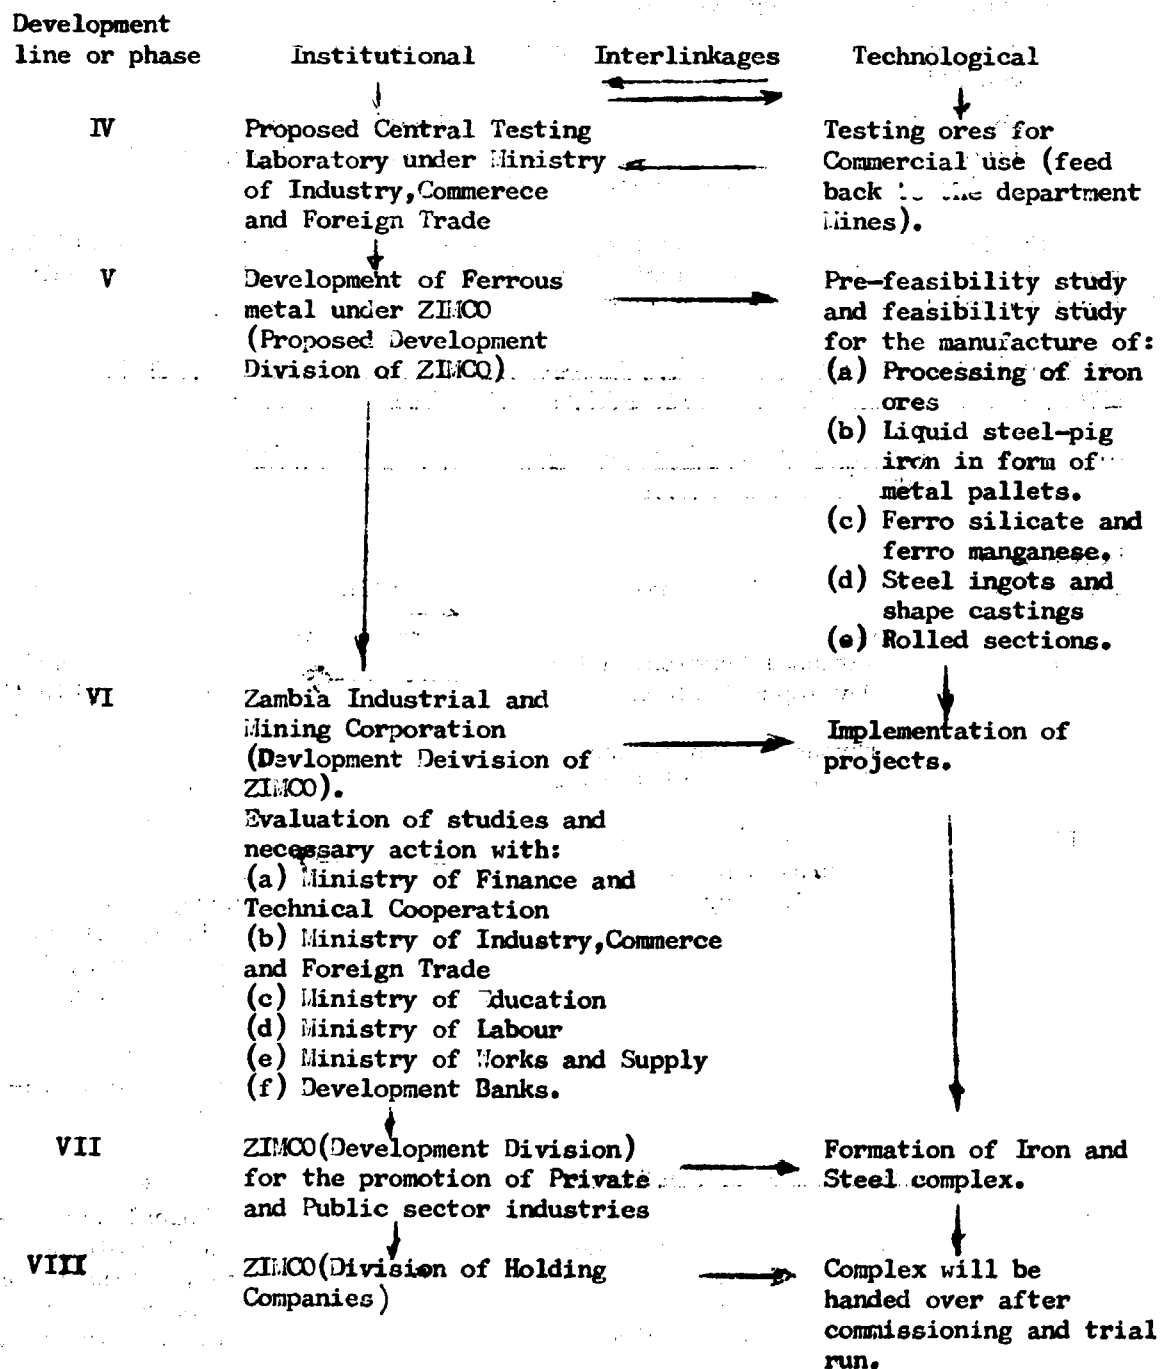 Development
line or phase Institutional Interlinkages Technological
IV
Proposed Central Testing
Laboratory under Ministry
of Industry,Commerece
and Foreign Trade
Testing ores for
Commercial use (feed
back department
Mines).
V
Development of Ferrous
metal under ZIMCO
(Proposed Development
Division of ZIMCO)
Pre-feasibility study
and feasibility study
for the manufacture of:
(a) Processing of iron
ores
(b) Liquid steel-pig
iron in form of
metal pallets.
(c) Ferro silicate and
ferro manganese.
(d) Steel ingots and
shape castings
(e) Rolled sections.
VI
Zambia Industrial and
Mining Corporation
(Devlopment Deivision of
ZIMCO).
Evaluation of studies and
necessary action with:
(a) Ministry of Finance and
Technical Cooperation
(b) Ministry of Industry,Commerce
and Foreign Trade
(c) Ministry of Education
(d) Ministry of Labour
(e) Ministry of Works and Supply
(f) Development Banks.
Implementation of
projects.
VII
ZIMCO(Development Division)
for the promotion of Private
and Public sector industries
Formation of Iron and
Steel complex.
VIII
ZIMCO(Division of Holding
Companies)
Complex will be
handed over after
commissioning and trial
run.